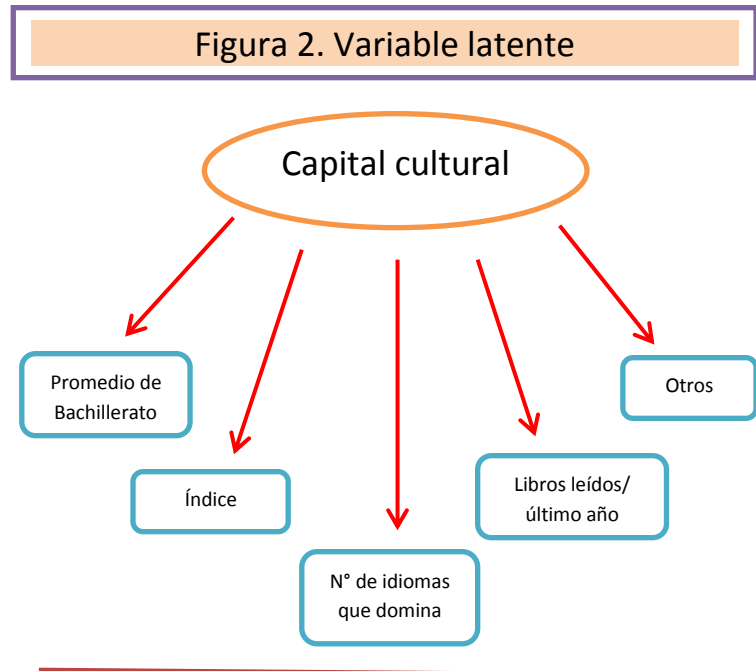 Figura 2. Variable latente
Capital cultural
Promedio de
Bachillerato
Índice
N° de idiomas
que domina
Libros leídos/
último año
Otros